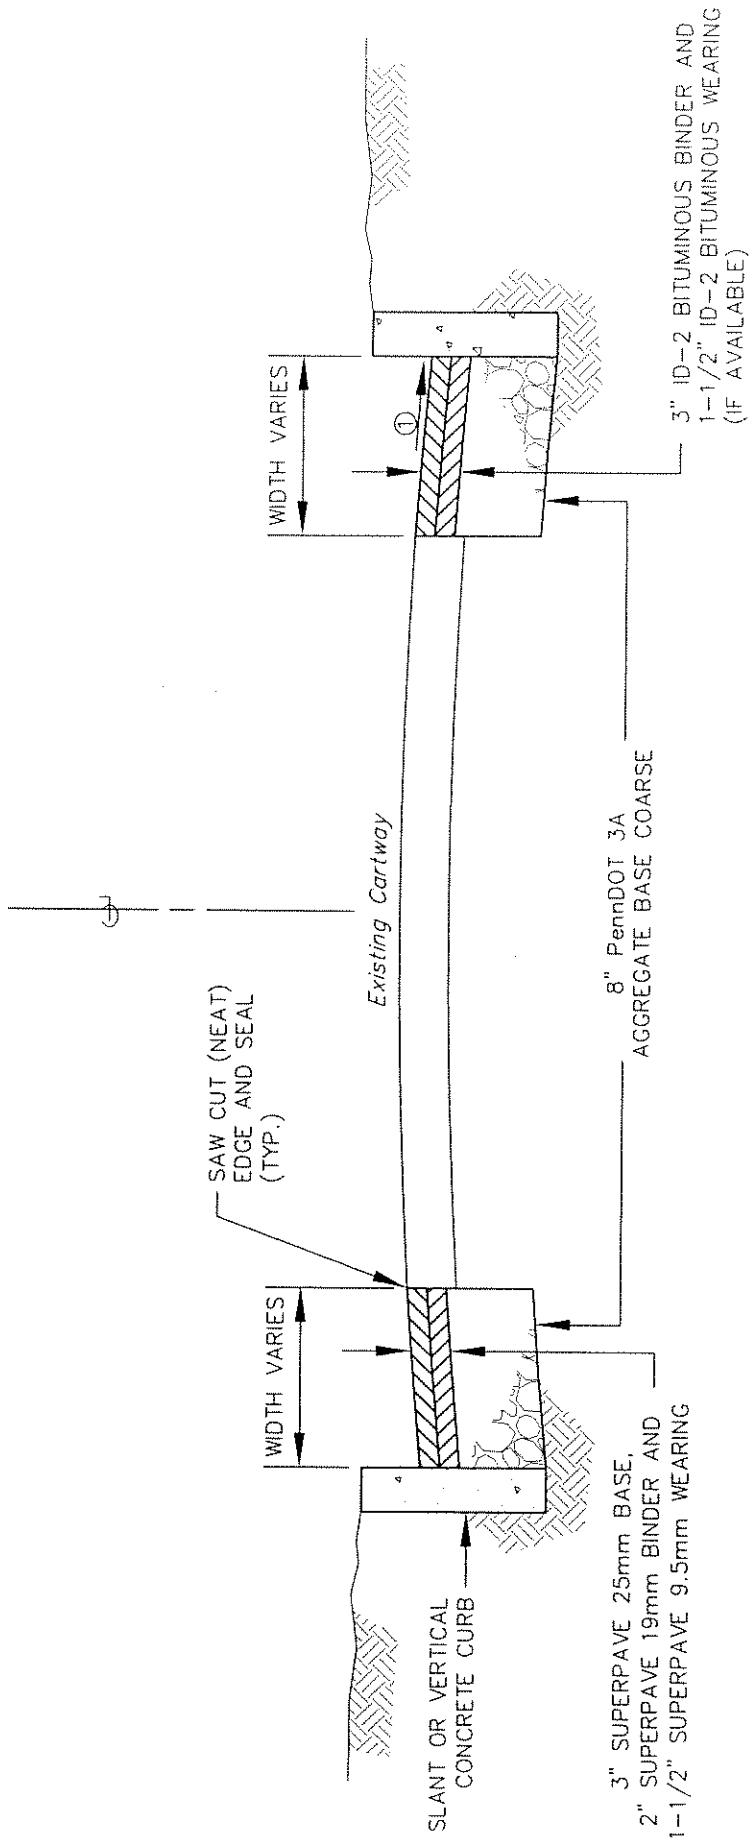 SAW CUT (NEAT)
EDGE AND SEAL
(TYP.)
WIDTH VARIES
WIDTH VARIES
Existing Cartway
1
SLANT OR VERTICAL
CONCRETE CURB
8" PennDOT 3A
AGGREGATE BASE COARSE
3" SUPERPAVE 25mm BASE,
2" SUPERPAVE 19mm BINDER AND
1-1/2" SUPERPAVE 9.5mm WEARING
3" ID-2 BITUMINOUS BINDER AND
1-1/2" ID-2 BITUMINOUS WEARING
(IF AVAILABLE)